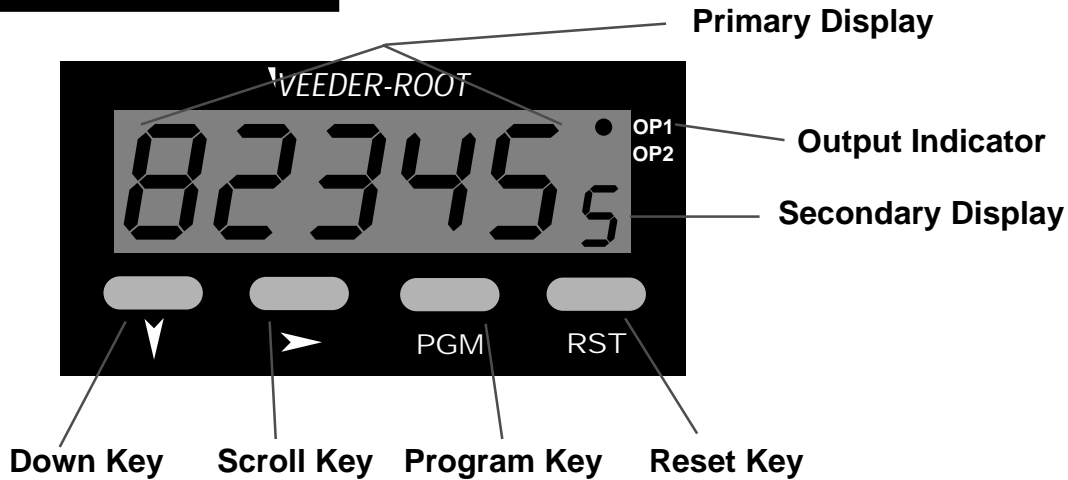 Primary Display
VEEDER-ROOT
82345
OP1
OP2
Output Indicator
5
Secondary Display
PGM
RST
Down Key
Scroll Key
Program Key
Reset Key